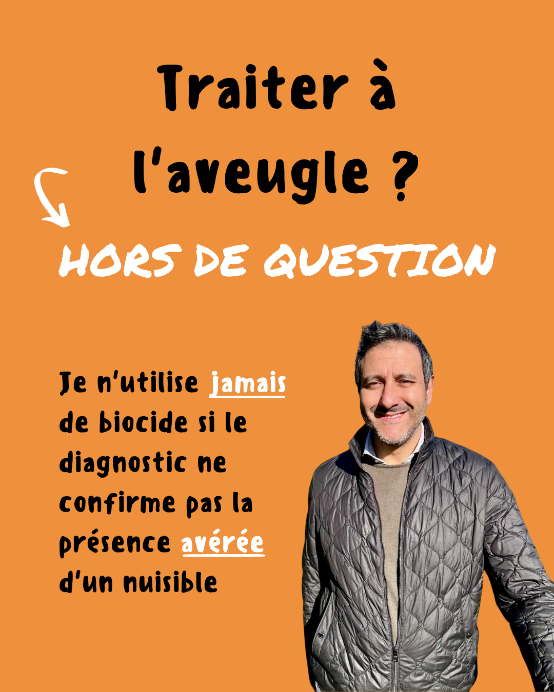 Traiter à
l'aveugle ?
HORS DE QUESTION
Je n'utilise jamais
de biocide si le
diagnostic ne
confirme pas la
présence avérée
d'un nuisible